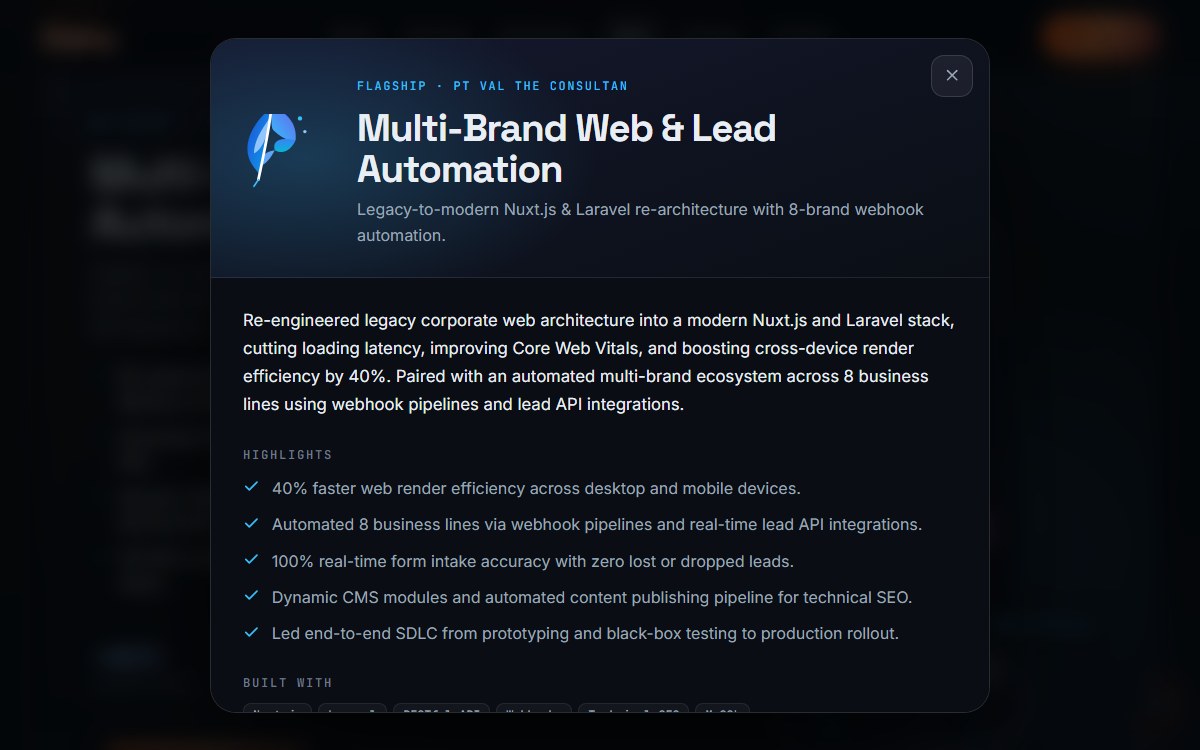 FLAGSHIP · PT VAL THE CONSULTAN
Multi-Brand Web & Lead
Automation
Legacy-to-modern Nuxt.js & Laravel re-architecture with 8-brand webhook
automation.
Re-engineered legacy corporate web architecture into a modern Nuxt.js and Laravel stack,
cutting loading latency, improving Core Web Vitals, and boosting cross-device render
efficiency by 40%. Paired with an automated multi-brand ecosystem across 8 business
lines using webhook pipelines and lead API integrations.
HIGHLIGHTS
40% faster web render efficiency across desktop and mobile devices.
Automated 8 business lines via webhook pipelines and real-time lead API integrations.
100% real-time form intake accuracy with zero lost or dropped leads.
Dynamic CMS modules and automated content publishing pipeline for technical SEO.
Led end-to-end SDLC from prototyping and black-box testing to production rollout.
BUILT WITH